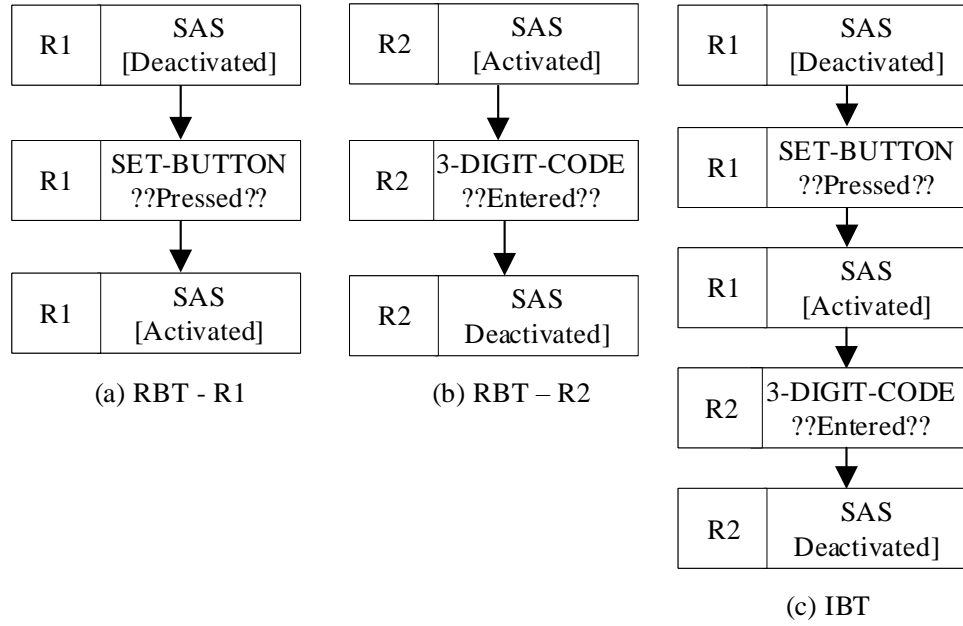 R1
SAS
[Deactivated]
R1
SET-BUTTON
??Pressed??
R1
SAS
[Activated]
(a) RBT - R1
R2
SAS
[Activated]
R2
3-DIGIT-CODE
??Entered??
R2
SAS
Deactivated]
(b) RBT – R2
R1
SAS
[Deactivated]
R1
SET-BUTTON
??Pressed??
R1
SAS
[Activated]
R2
3-DIGIT-CODE
??Entered??
R2
SAS
Deactivated]
(c) IBT